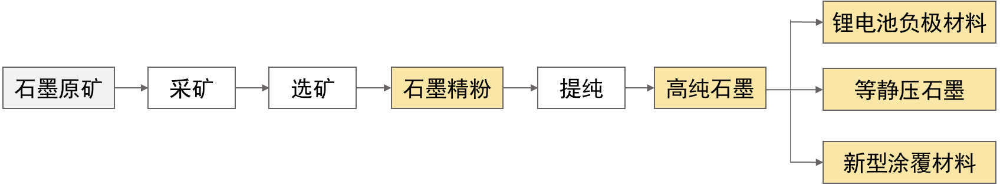 石墨原矿
采矿
选矿
石墨精粉
提纯
高纯石墨
锂电池负极材料
等静压石墨
新型涂覆材料